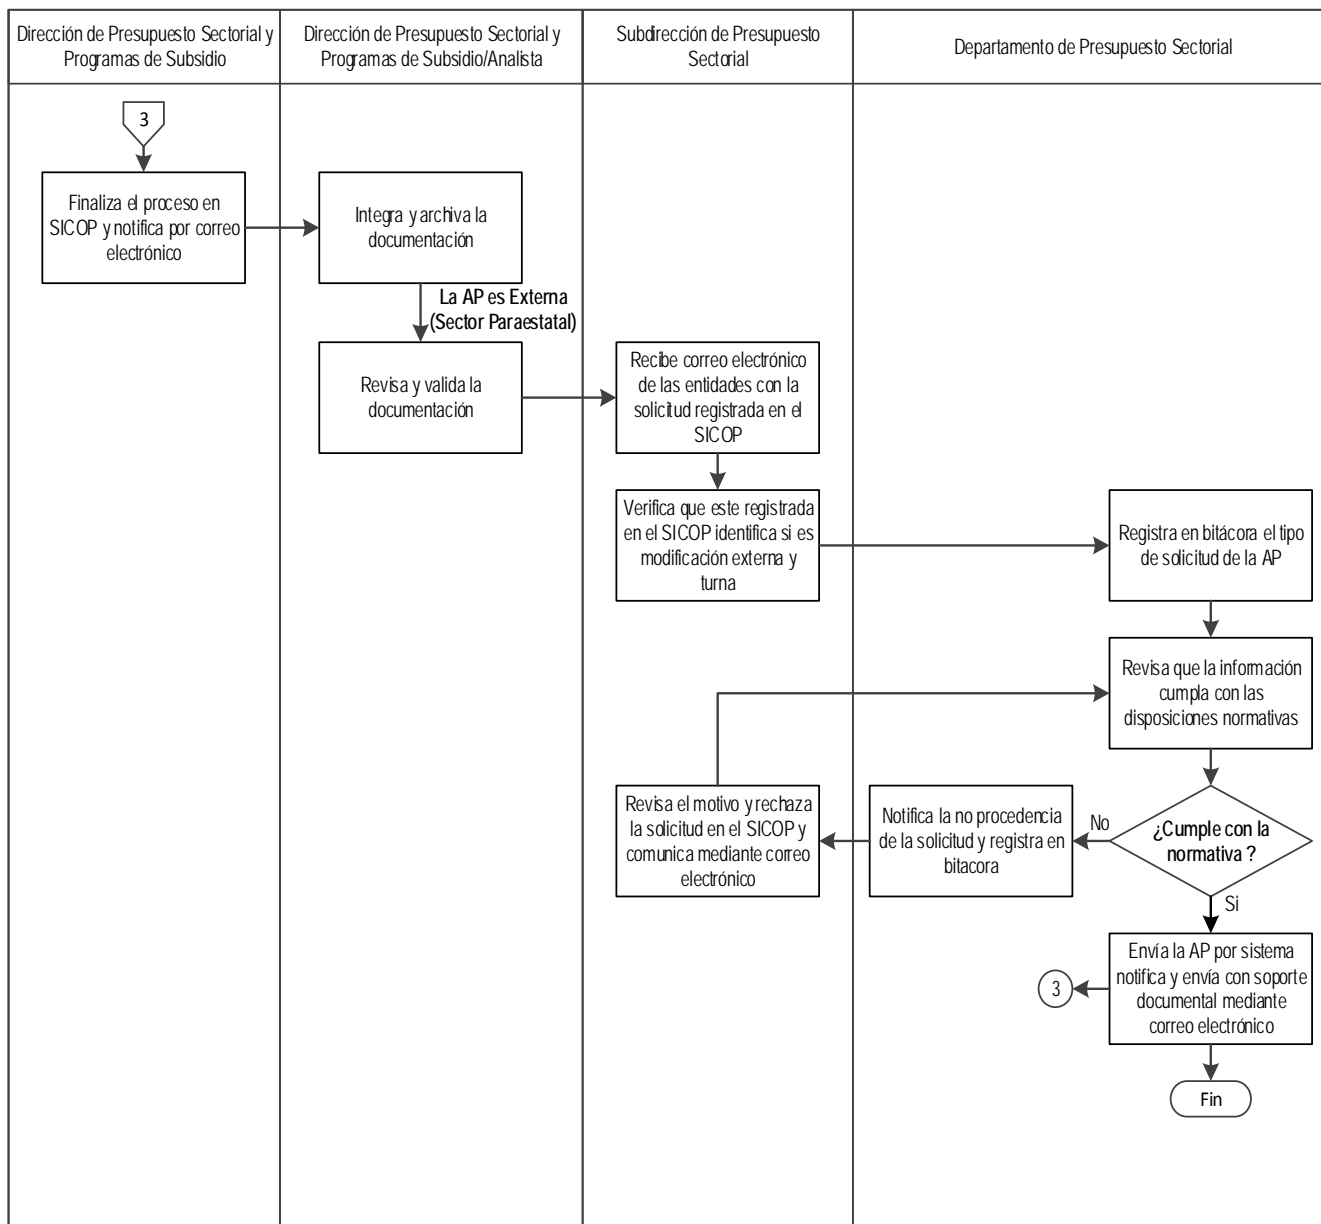 Dirección de Presupuesto Sectorial y
Programas de Subsidio
Dirección de Presupuesto Sectorial y
Programas de Subsidio/Analista
Subdirección de Presupuesto
Sectorial
Departamento de Presupuesto Sectorial
3
Finaliza el proceso en
SICOP y notifica por correo
electrónico
Integra y archiva la
documentación
La AP es Externa
(Sector Paraestatal)
Revisa y valida la
documentación
Recibe correo electrónico
de las entidades con la
solicitud registrada en el
SICOP
Verifica que este registrada
en el SICOP identifica si es
modificación externa y
turna
Registra en bitácora el tipo
de solicitud de la AP
Revisa que la información
cumpla con las
disposiciones normativas
¿Cumple con la
normativa ?
No
Notifica la no procedencia
de la solicitud y registra en
bitacora
Revisa el motivo y rechaza
la solicitud en el SICOP y
comunica mediante correo
electrónico
Si
Envía la AP por sistema
notifica y envía con soporte
documental mediante
correo electrónico
3
Fin